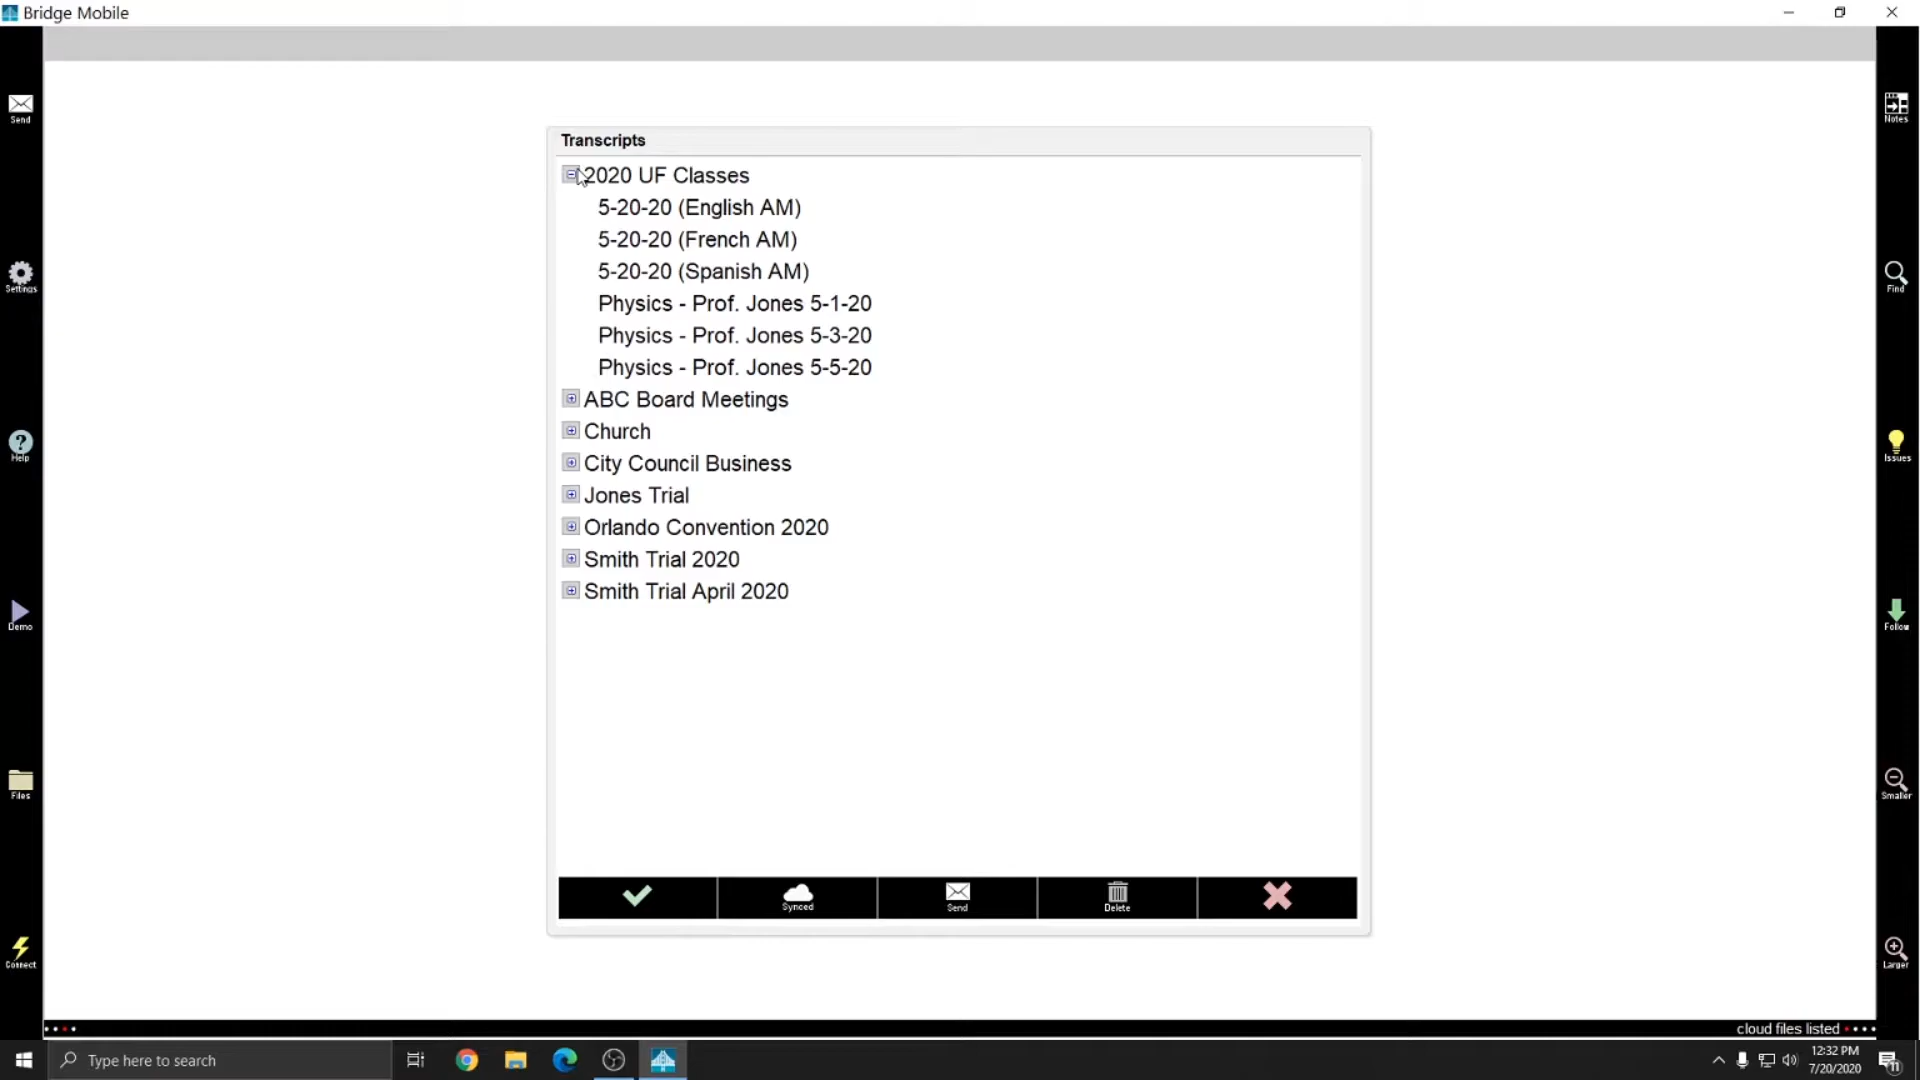 Bridge Mobile
Send
Settings
Help
Demo
Files
Connect
Transcripts
2020 UF Classes
5-20-20 (English AM)
5-20-20 (French AM)
5-20-20 (Spanish AM)
Physics - Prof. Jones 5-1-20
Physics - Prof. Jones 5-3-20
Physics - Prof. Jones 5-5-20
ABC Board Meetings
Church
City Council Business
Jones Trial
Orlando Convention 2020
Smith Trial 2020
Smith Trial April 2020
Synced
Send
Delete
Notes
Find
Issues
Follow
Smaller
Larger
cloud files listed
Type here to search
12:32 PM
7/20/2020
11